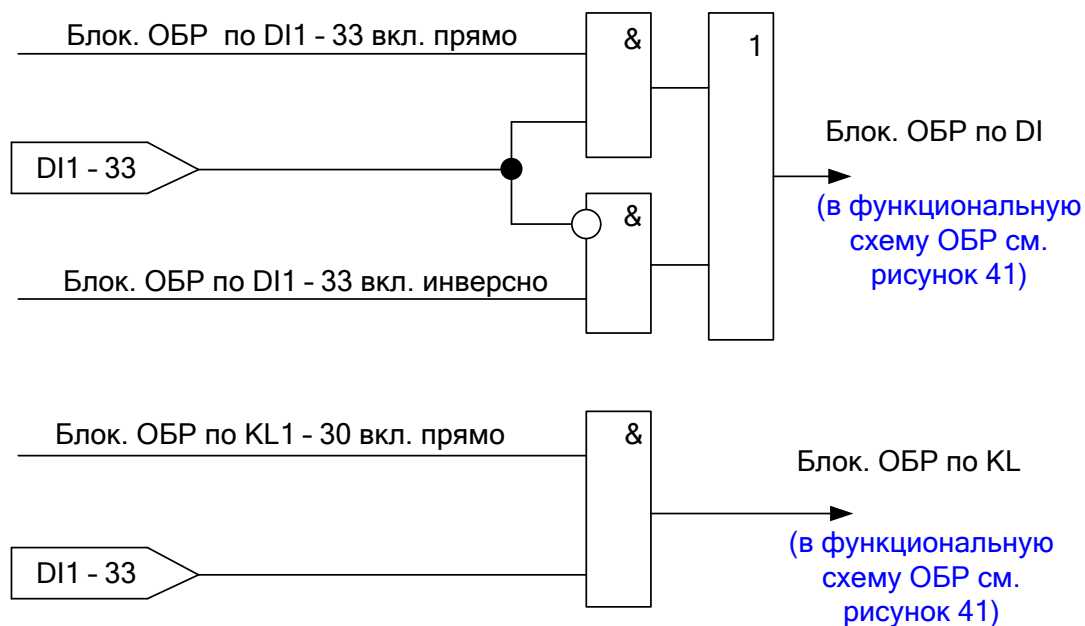 Блок. ОБР по DI1 - 33 вкл. прямо
&
1
DI1 - 33
Блок. ОБР по DI
(в функциональную
схему ОБР см.
рисунок 41)
&
Блок. ОБР по DI1 - 33 вкл. инверсно
Блок. ОБР по KL1 - 30 вкл. прямо
&
Блок. ОБР по KL
DI1 - 33
(в функциональную
схему ОБР см.
рисунок 41)